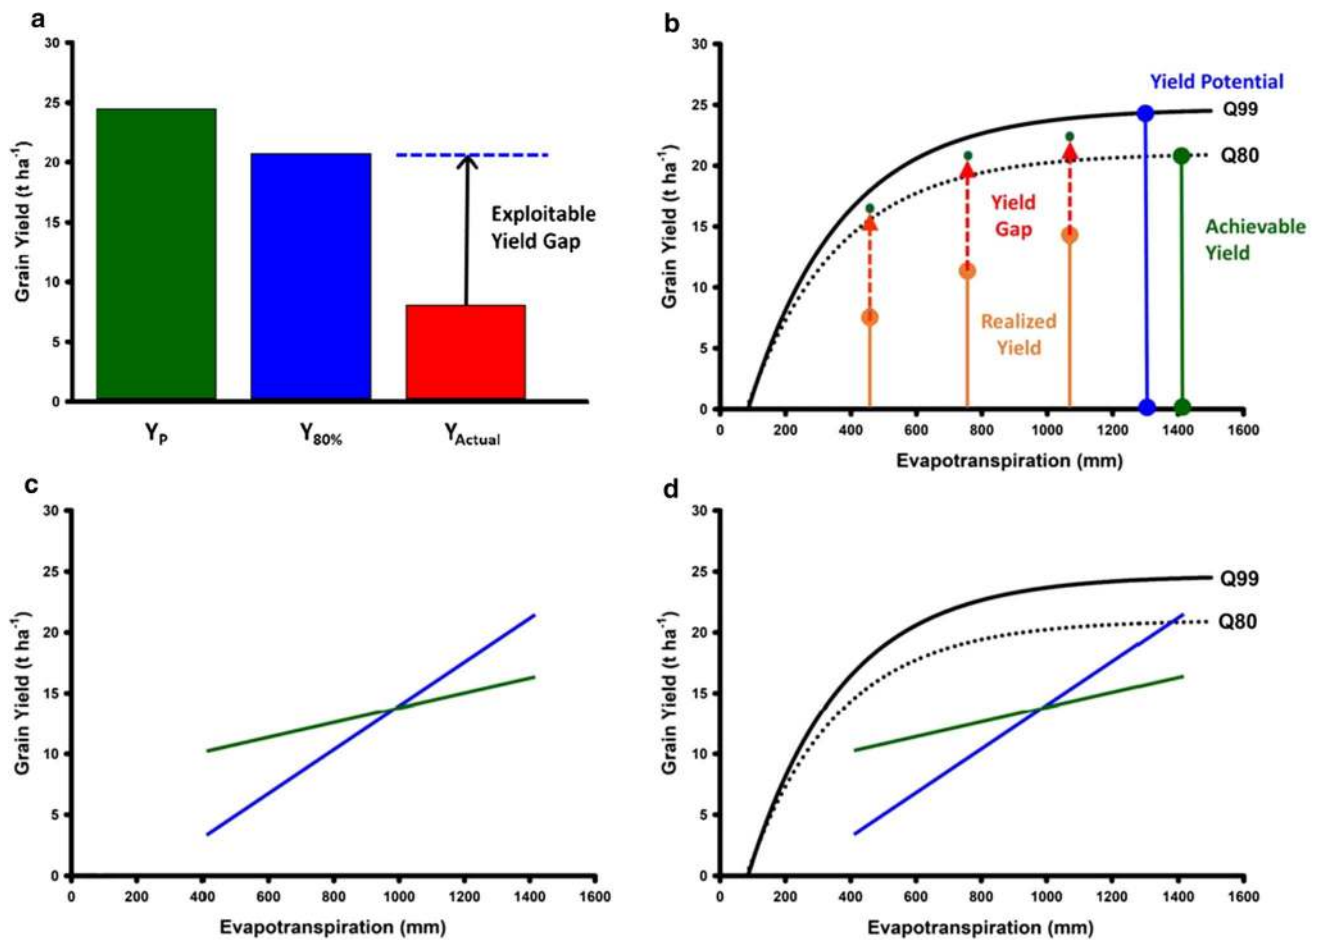 a
30
25
20
15
10
5
0
Grain Yield (t ha⁻¹)
Exploitable
Yield Gap
Y_P
Y_80%
Y_Actual
b
30
25
20
15
10
5
0
Grain Yield (t ha⁻¹)
Yield Potential
Q99
Q80
Yield
Gap
Achievable
Yield
Realized
Yield
0 200 400 600 800 1000 1200 1400 1600
Evapotranspiration (mm)
c
30
25
20
15
10
5
0
Grain Yield (t ha⁻¹)
0 200 400 600 800 1000 1200 1400 1600
Evapotranspiration (mm)
d
30
25
20
15
10
5
0
Grain Yield (t ha⁻¹)
Q99
Q80
0 200 400 600 800 1000 1200 1400 1600
Evapotranspiration (mm)